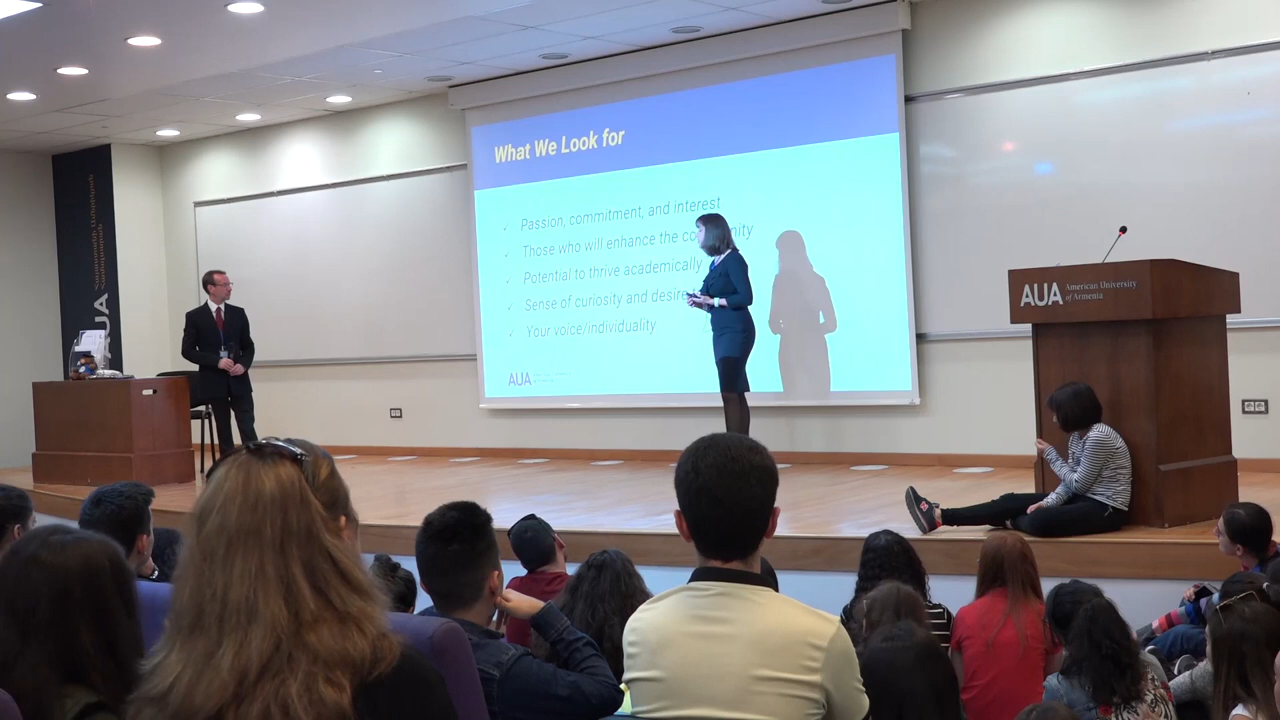 What We Look for
✓ Passion, commitment, and interest
✓ Those who will enhance the co nity
✓ Potential to thrive academically
✓ Sense of curiosity and desire
✓ Your voice/individuality
AUA
AUA American University
of Armenia
AUA